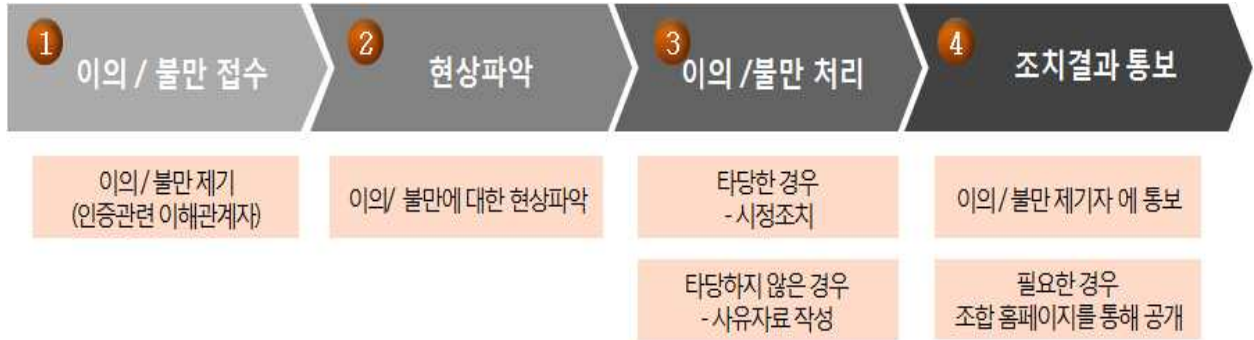 1
이의 / 불만 접수
2
현상파악
3
이의 /불만 처리
4
조치결과 통보
이의 / 불만 제기
(인증관련 이해관계자)
이의/ 불만에 대한 현상파악
타당한 경우
- 시정조치
이의 / 불만 제기자 에 통보
타당하지 않은 경우
- 사유자료 작성
필요한 경우
조합 홈페이지를 통해 공개